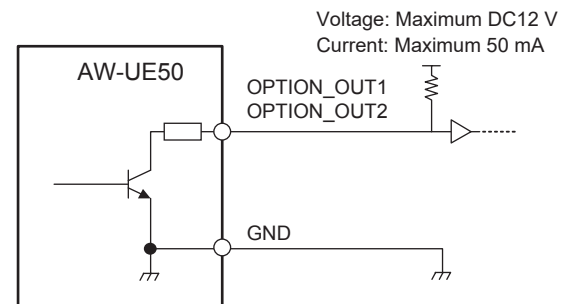 Voltage: Maximum DC12 V
Current: Maximum 50 mA
AW-UE50
OPTION_OUT1
OPTION_OUT2
GND